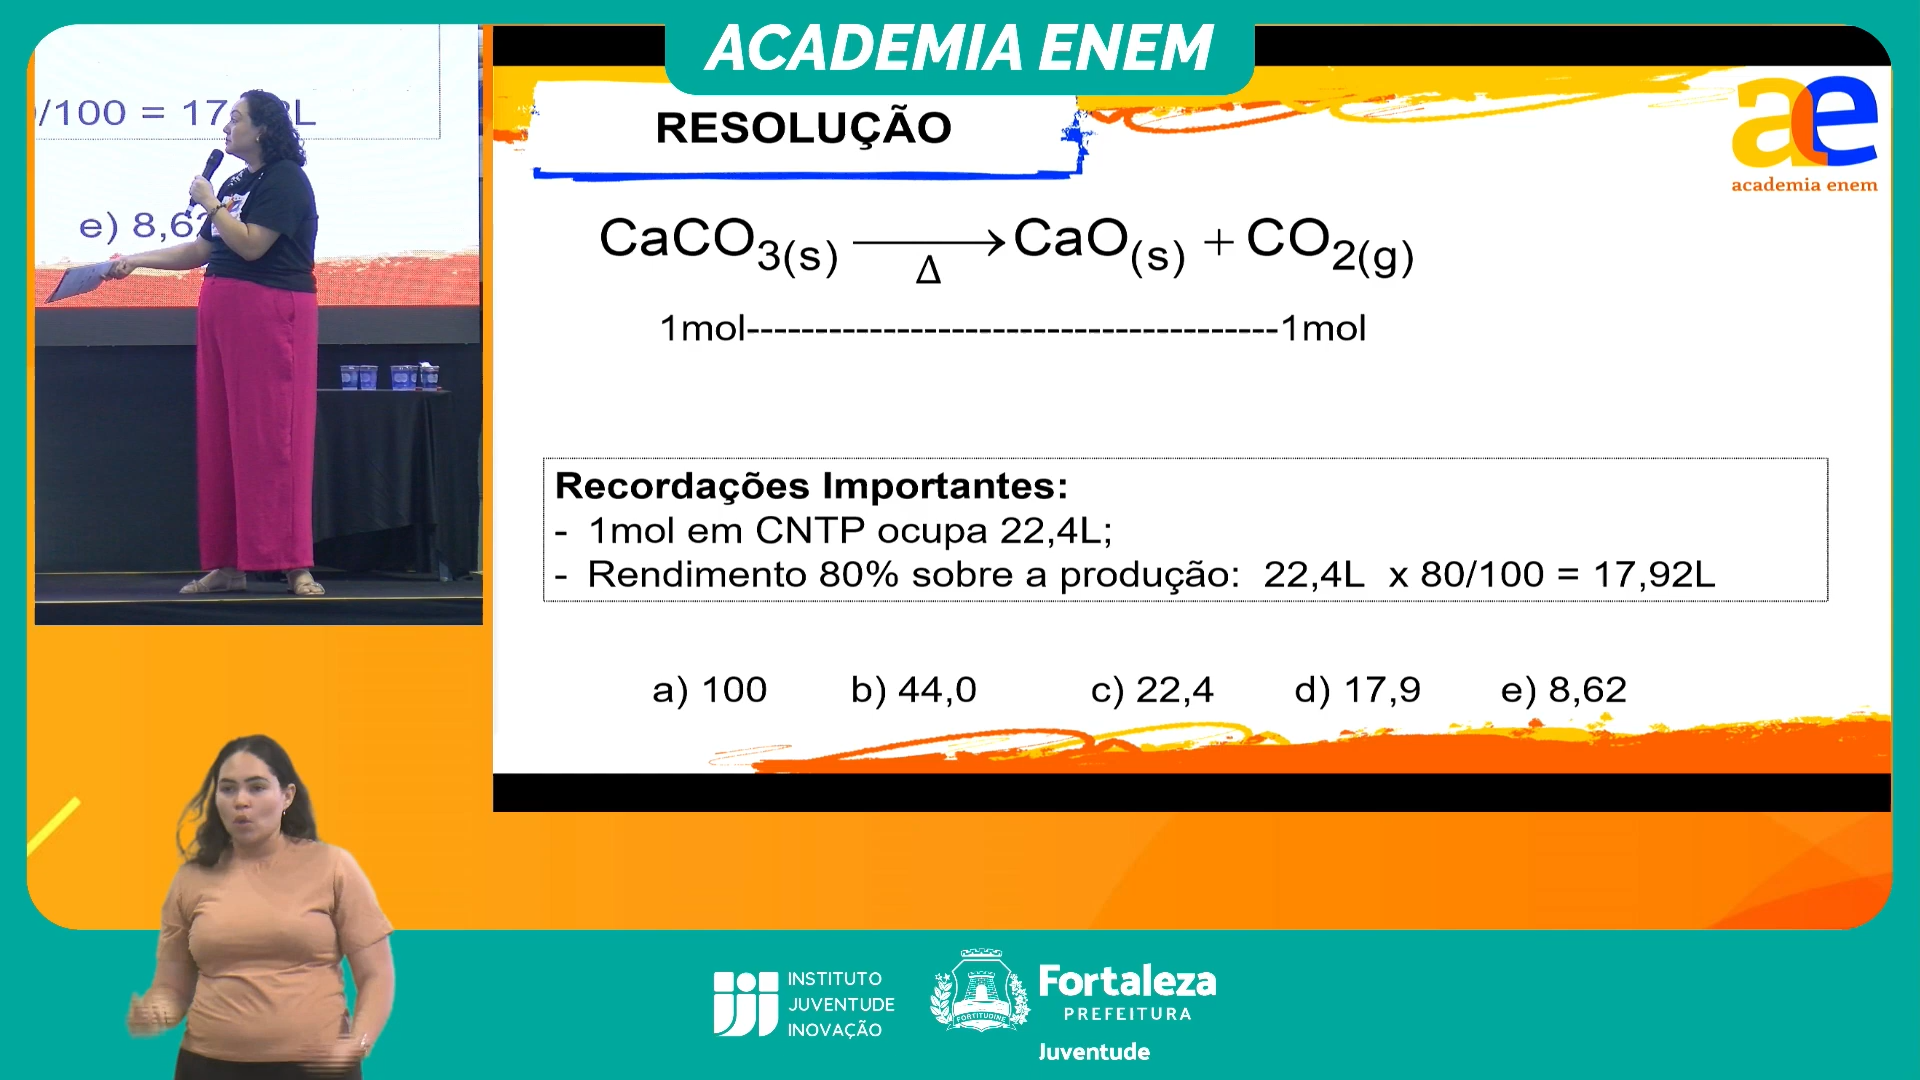 ACADEMIA ENEM
/100 = 17
L
e) 8,62
RESOLUÇÃO
ae
academia enem
CaCO3(s) ⟶ CaO(s) + CO2(g)
Δ
1mol---------------------------------------1mol
Recordações Importantes:
- 1mol em CNTP ocupa 22,4L;
- Rendimento 80% sobre a produção: 22,4L x 80/100 = 17,92L
a) 100 b) 44,0 c) 22,4 d) 17,9 e) 8,62
INSTITUTO
JUVENTUDE
INOVAÇÃO
FORTITUDINE
Fortaleza
PREFEITURA
Juventude